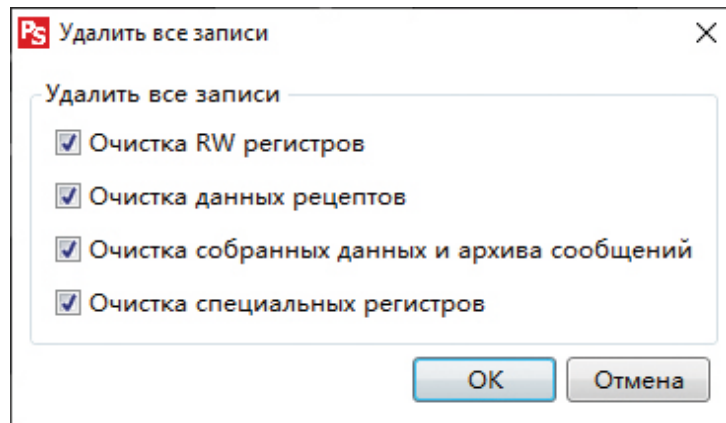 PS Удалить все записи
Удалить все записи
Очистка RW регистров
Очистка данных рецептов
Очистка собранных данных и архива сообщений
Очистка специальных регистров
OK Отмена